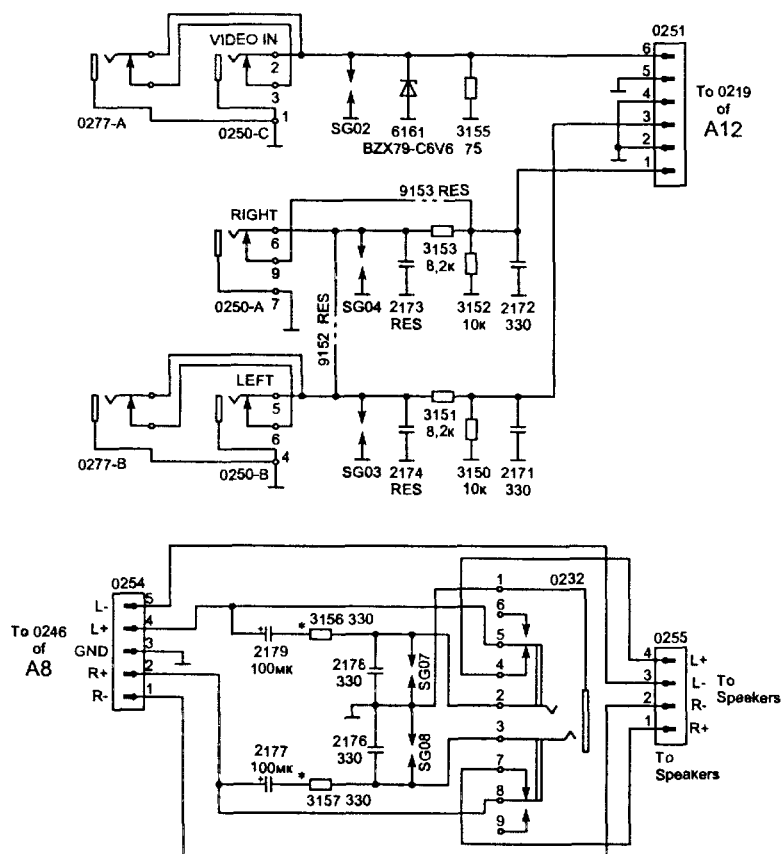 0251
VIDEO IN
2
3
1
0277-A
0250-C
SG02
6161
BZX79-C6V6
3155
75
6
5
4
3
2
1
To 0219
of
A12
9153 RES
RIGHT
6
9
7
0250-A
SG04
2173
RES
3153
8,2к
3152
10к
2172
330
9152 RES
LEFT
5
6
4
0277-B
0250-B
SG03
2174
RES
3151
8,2к
3150
10к
2171
330
0254
L-
L+
GND
R+
R-
5
4
3
2
1
To 0246
of
A8
* 3156 330
2179
100мк
2178
330
SG07
2176
330
SG08
2177
100мк
*
3157 330
1
6
5
4
2
3
7
8
9
0232
0255
4
3
2
1
L+
L-
R-
R+
To
Speakers
To
Speakers